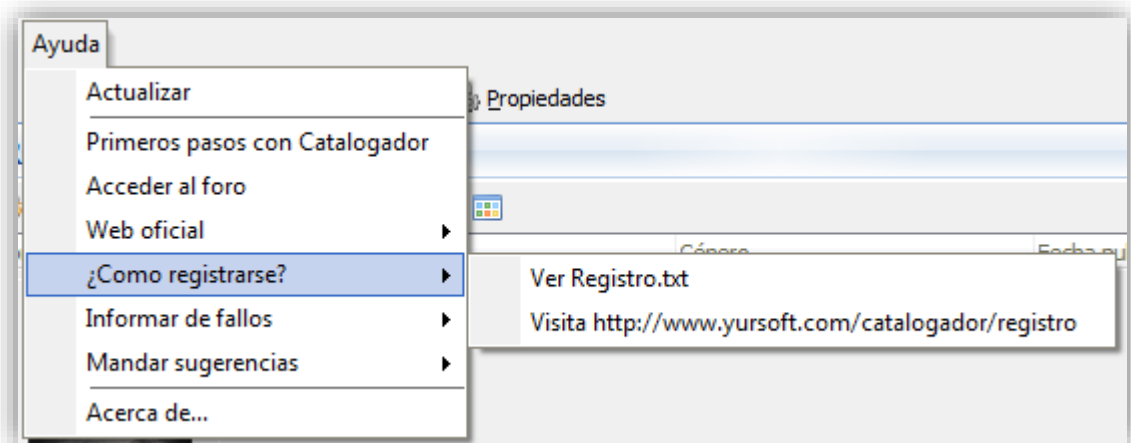 Ayuda
Actualizar
Propiedades
Primeros pasos con Catalogador
Acceder al foro
Web oficial
Género
¿Como registrarse?
Ver Registro.txt
Informar de fallos
Visita http://www.yursoft.com/catalogador/registro
Mandar sugerencias
Acerca de...